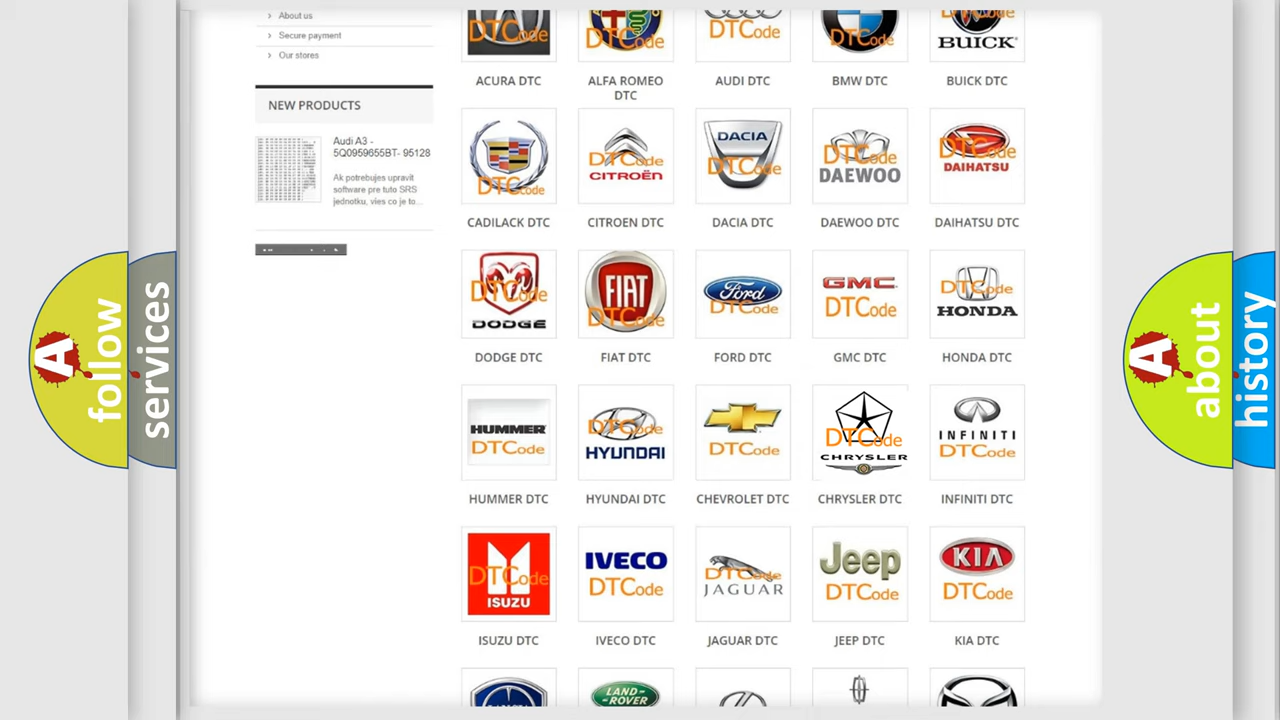 About us
Secure payment
Our stores
NEW PRODUCTS
Audi A3 -
5Q0959655BT- 95128
Ak potrebujes upravit
software pre tuto SRS
jednotku, vies co je to...
DTCode DTCode DTCode DTCode BUICK
ACURA DTC ALFA ROMEO DTC AUDI DTC BMW DTC BUICK DTC
DTCcode DTCode CITROËN DACIA DTCode DTCode DAEWOO DTCode DAIHATSU
CADILACK DTC CITROEN DTC DACIA DTC DAEWOO DTC DAIHATSU DTC
DTCode DODGE FIAT DTCode Ford DTCode GMC DTCode DTCode HONDA
DODGE DTC FIAT DTC FORD DTC GMC DTC HONDA DTC
HUMMER DTCode DTCode HYUNDAI DTCode DTCode CHRYSLER INFINITI DTCode
HUMMER DTC HYUNDAI DTC CHEVROLET DTC CHRYSLER DTC INFINITI DTC
DTCode ISUZU IVECO DTCode DTCode JAGUAR Jeep DTCode KIA DTCode
ISUZU DTC IVECO DTC JAGUAR DTC JEEP DTC KIA DTC
LAND-
ROVER
A
follow
services
A
about
history